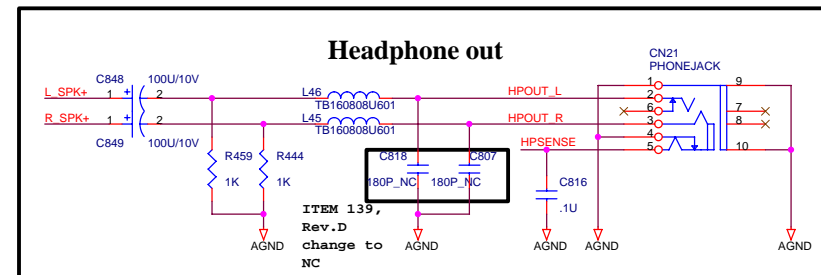 Headphone out
CN21
PHONEJACK
C848 100U/10V
L_SPK+ 1 + 2
L46
TB160808U601
HPOUT_L
1 9
2
6 7
R_SPK+ 1 + 2
C849 100U/10V
L45
TB160808U601
HPOUT_R
3 8
4
HPSENSE
5 10
R459
1K
R444
1K
C818
180P_NC
C807
180P_NC
C816
.1U
ITEM 139,
Rev.D
change to
NC
AGND AGND AGND AGND AGND